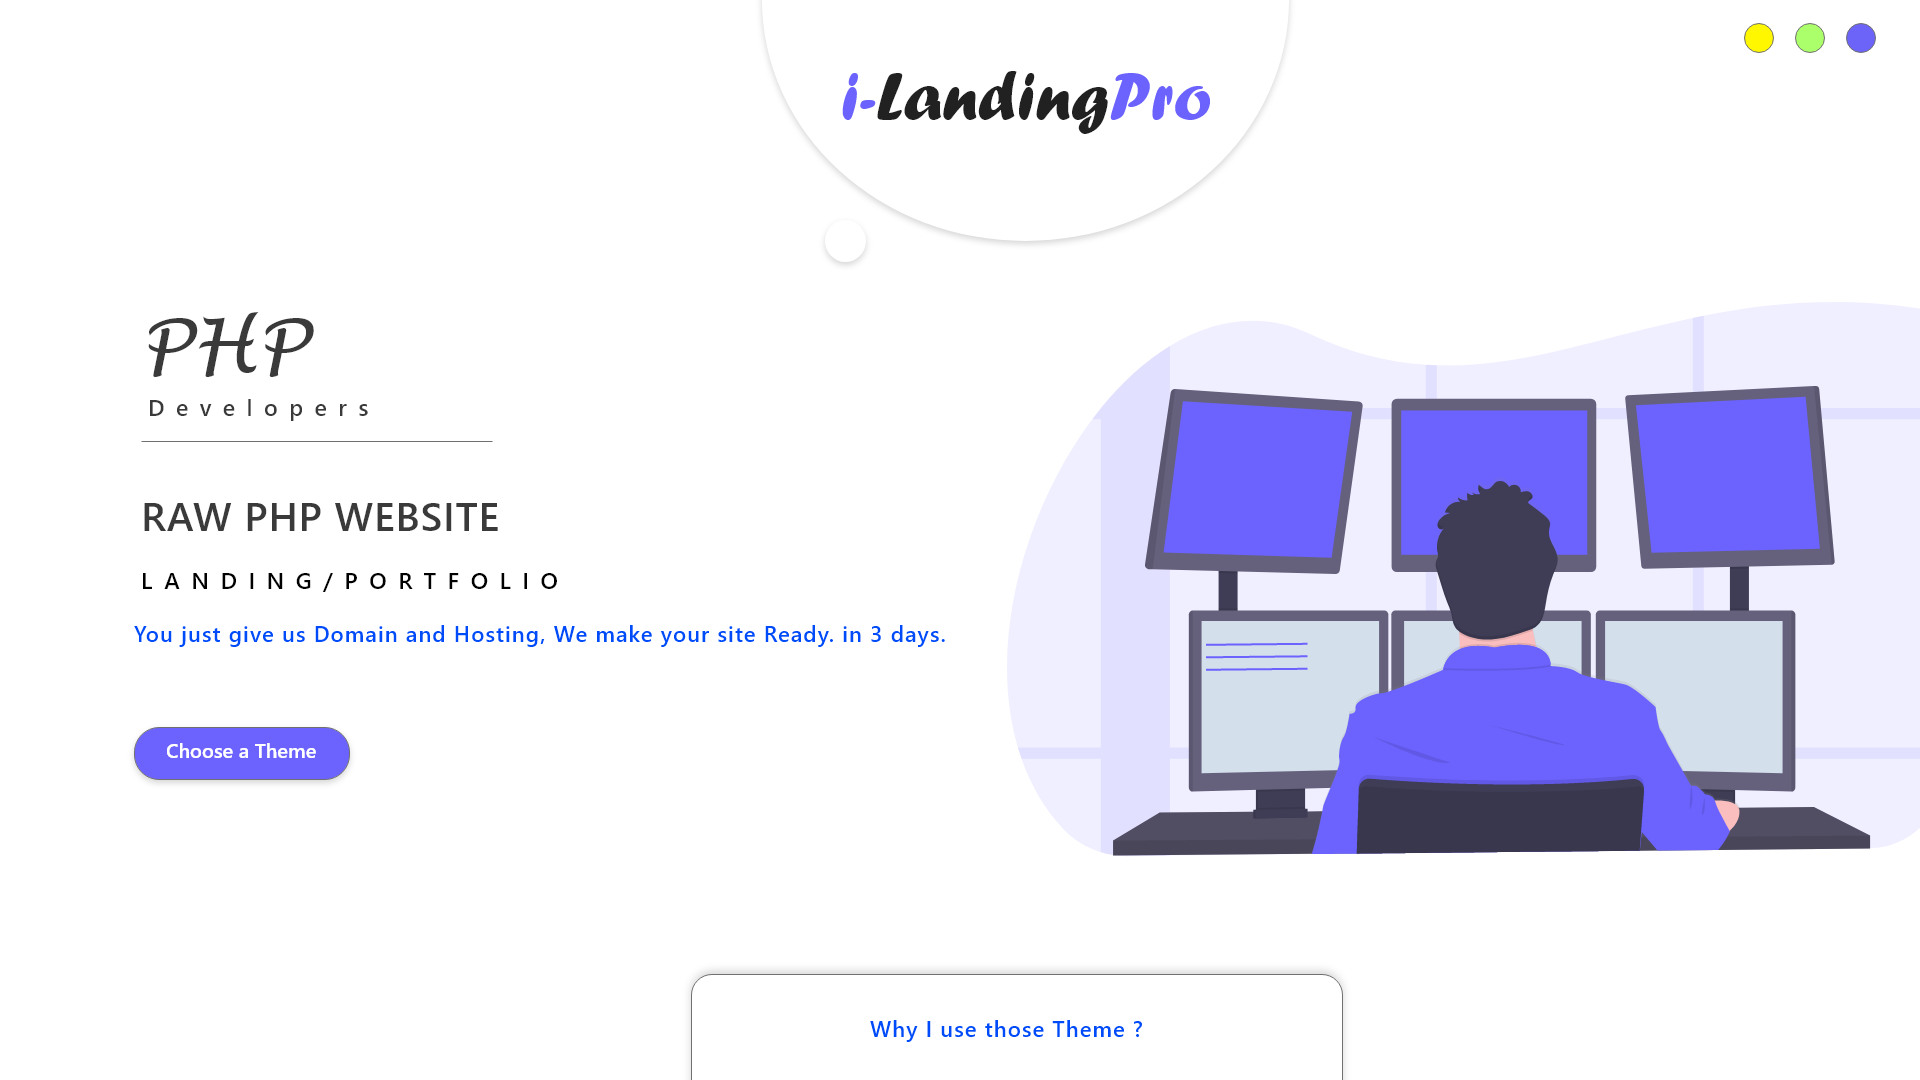 i-LandingPro
PHP
Developers
RAW PHP WEBSITE
LANDING/PORTFOLIO
You just give us Domain and Hosting, We make your site Ready. in 3 days.
Choose a Theme
Why I use those Theme ?